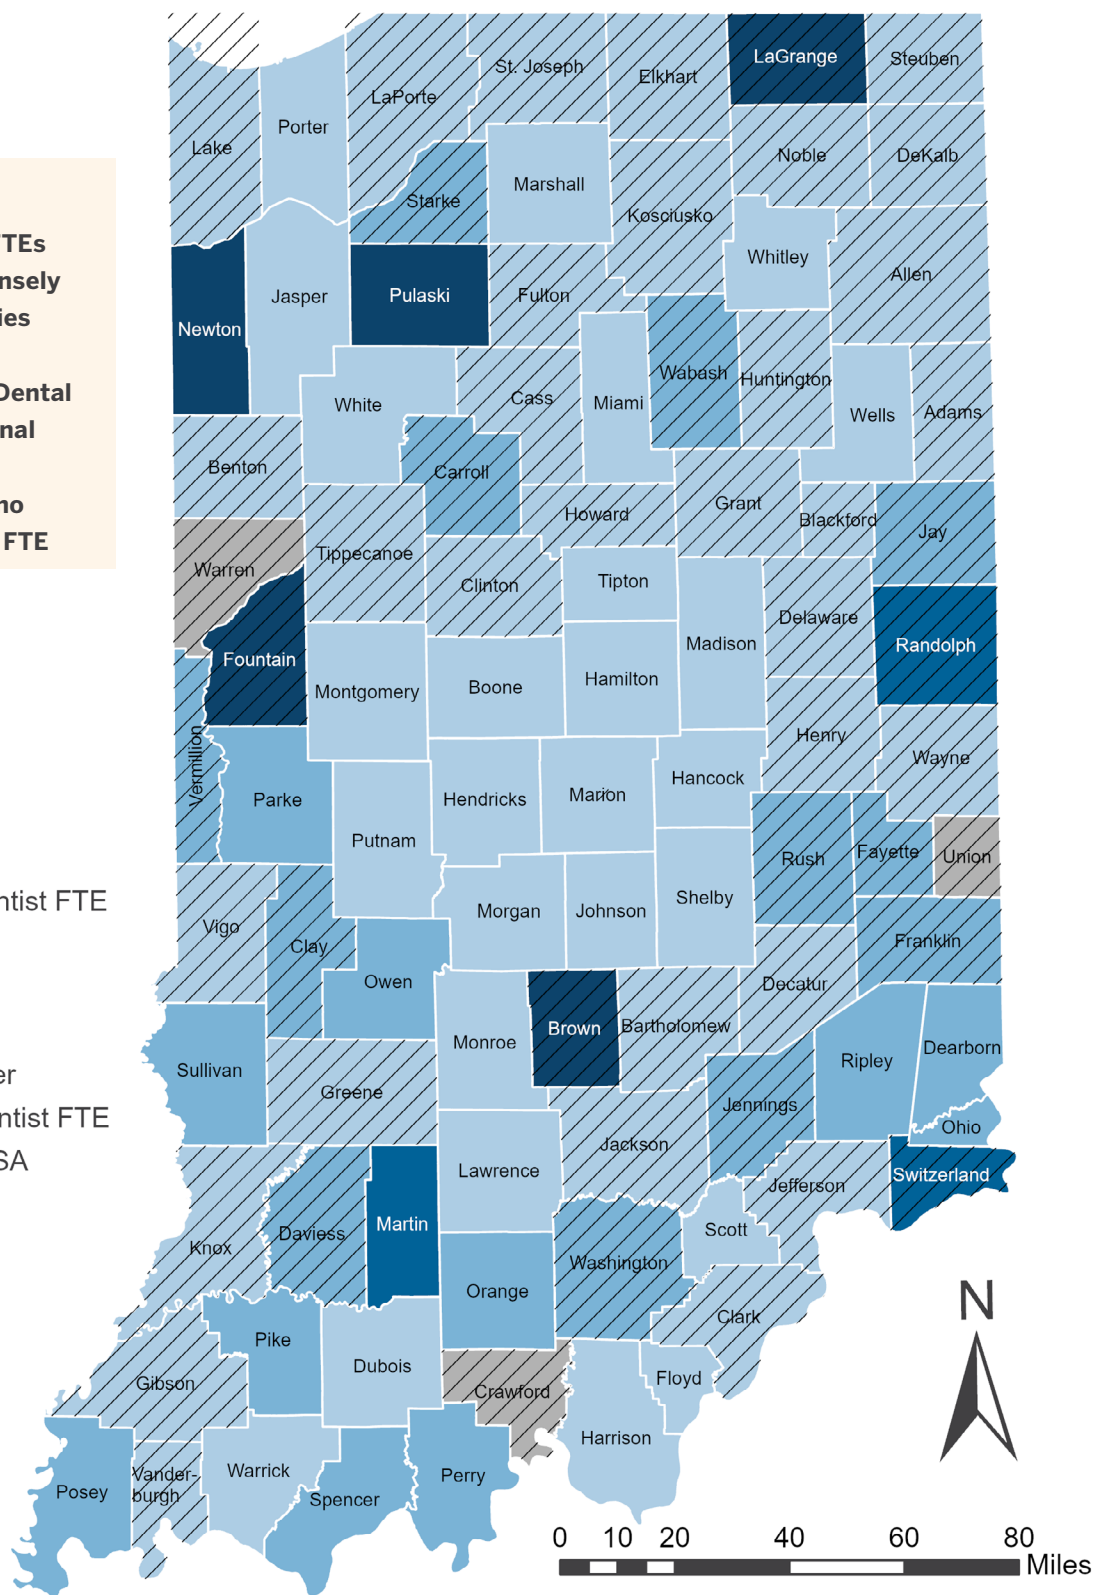 FTEs
nsely
ies
Dental
nal
no
FTE
ntist FTE
er
ntist FTE
SA
St. Joseph
LaGrange
Steuben
Elkhart
LaPorte
Porter
Lake
Noble
DeKalb
Marshall
Starke
Kosciusko
Whitley
Allen
Pulaski
Fulton
Jasper
Newton
Wabash
Huntington
Cass
Miami
White
Wells
Adams
Benton
Carroll
Grant
Howard
Blackford
Jay
Tippecanoe
Warren
Clinton
Tipton
Delaware
Madison
Randolph
Fountain
Montgomery
Boone
Hamilton
Henry
Wayne
Vermillion
Parke
Hendricks
Marion
Hancock
Putnam
Rush
Fayette
Union
Shelby
Morgan
Johnson
Vigo
Clay
Franklin
Owen
Decatur
Brown
Bartholomew
Monroe
Dearborn
Ripley
Sullivan
Greene
Jennings
Ohio
Jackson
Lawrence
Switzerland
Jefferson
Martin
Daviess
Knox
Scott
Washington
Orange
Clark
Pike
Dubois
Gibson
Crawford
Floyd
Harrison
Warrick
Perry
Vander-
burgh
Posey
Spencer
N
0 10 20 40 60 80
Miles